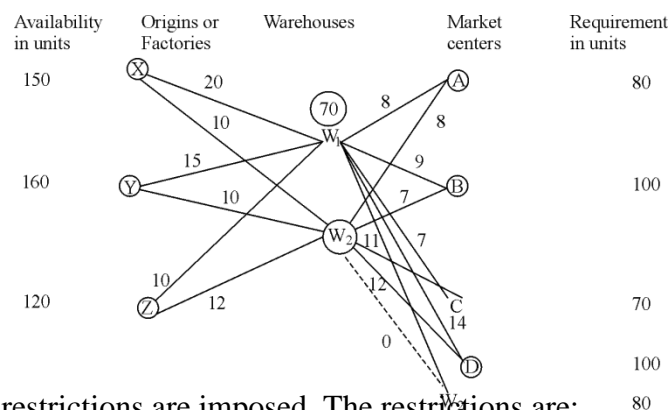 Availability
in units
Origins or
Factories
Warehouses
Market
centers
Requirement
in units
150
X
20
10
70
W1
8
8
A
80
160
Y
15
10
9
7
B
100
W2
11
7
120
Z
10
12
12
0
C
14
70
D
100
80
restrictions are imposed. The restrictions are: